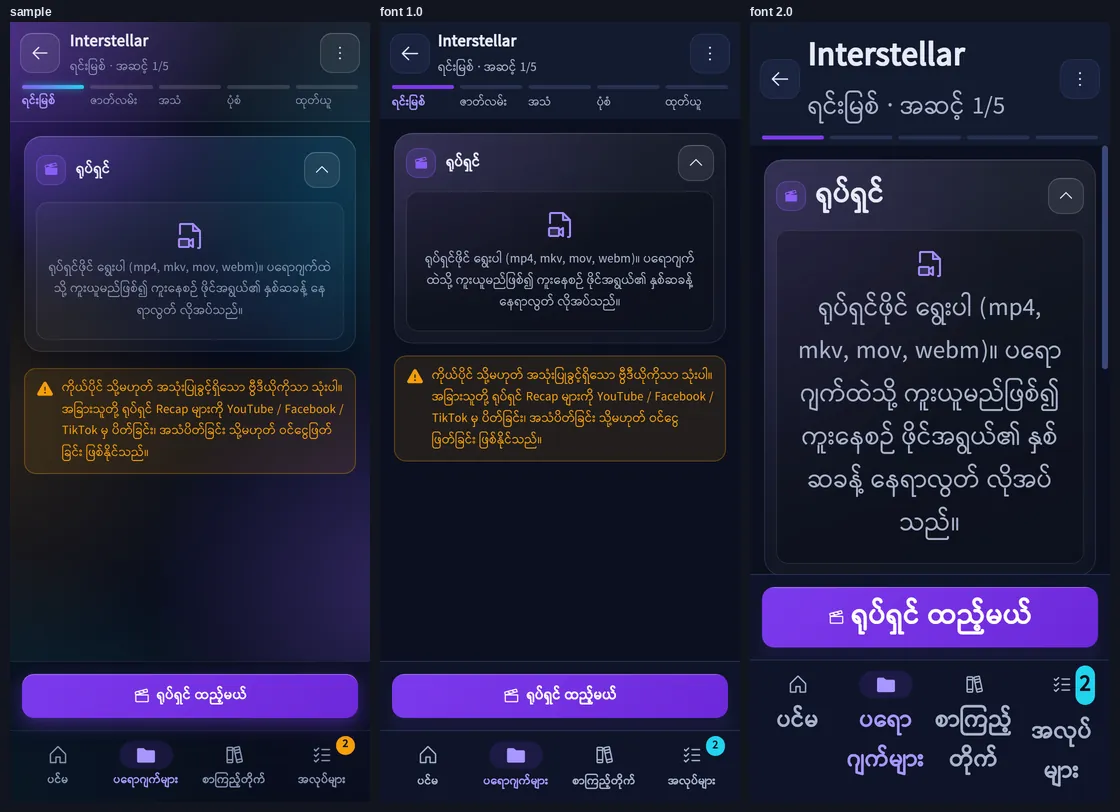 sample
Interstellar
ရင်းမြစ် · အဆင့် 1/5
ရင်းမြစ်
ဇာတ်လမ်း
အသံ
ပုံစံ
ထုတ်ယူ
ရုပ်ရှင်
ရုပ်ရှင်ဖိုင် ရွေးပါ (mp4, mkv, mov, webm)။ ပရောဂျက်ထဲ
သို့ ကူးယူမည်ဖြစ်၍ ကူးနေစဉ် ဖိုင်အရွယ်၏ နှစ်ဆခန့် နေ
ရာလွတ် လိုအပ်သည်။
ကိုယ်ပိုင် သို့မဟုတ် အသုံးပြုခွင့်ရှိသော ဗွီဒီယိုကိုသာ သုံးပါ။
အခြားသူတို့ ရုပ်ရှင် Recap များကို YouTube / Facebook /
TikTok မှ ပိတ်ခြင်း၊ အသံပိတ်ခြင်း သို့မဟုတ် ဝင်ငွေဖြတ်
ခြင်း ဖြစ်နိုင်သည်။
ရုပ်ရှင် ထည့်မယ်
ပင်မ
ပရောဂျက်များ
စာကြည့်တိုက်
2
အလုပ်များ
font 1.0
Interstellar
ရင်းမြစ် · အဆင့် 1/5
ရင်းမြစ်
ဇာတ်လမ်း
အသံ
ပုံစံ
ထုတ်ယူ
ရုပ်ရှင်
ရုပ်ရှင်ဖိုင် ရွေးပါ (mp4, mkv, mov, webm)။ ပရောဂျက်
ထဲသို့ ကူးယူမည်ဖြစ်၍ ကူးနေစဉ် ဖိုင်အရွယ်၏ နှစ်ဆခန့်
နေရာလွတ် လိုအပ်သည်။
ကိုယ်ပိုင် သို့မဟုတ် အသုံးပြုခွင့်ရှိသော ဗွီဒီယိုကိုသာ သုံးပါ။
အခြားသူတို့ ရုပ်ရှင် Recap များကို YouTube / Facebook /
TikTok မှ ပိတ်ခြင်း၊ အသံပိတ်ခြင်း သို့မဟုတ် ဝင်ငွေ
ဖြတ်ခြင်း ဖြစ်နိုင်သည်။
ရုပ်ရှင် ထည့်မယ်
ပင်မ
ပရောဂျက်များ
စာကြည့်တိုက်
2
အလုပ်များ
font 2.0
Interstellar
ရင်းမြစ် · အဆင့် 1/5
ရုပ်ရှင်
ရုပ်ရှင်ဖိုင် ရွေးပါ (mp4,
mkv, mov, webm)။ ပရော
ဂျက်ထဲသို့ ကူးယူမည်ဖြစ်၍
ကူးနေစဉ် ဖိုင်အရွယ်၏ နှစ်
ဆခန့် နေရာလွတ် လိုအပ်
သည်။
ရုပ်ရှင် ထည့်မယ်
ပင်မ
ပရော
ဂျက်များ
စာကြည့်
တိုက်
2
အလုပ်
များ